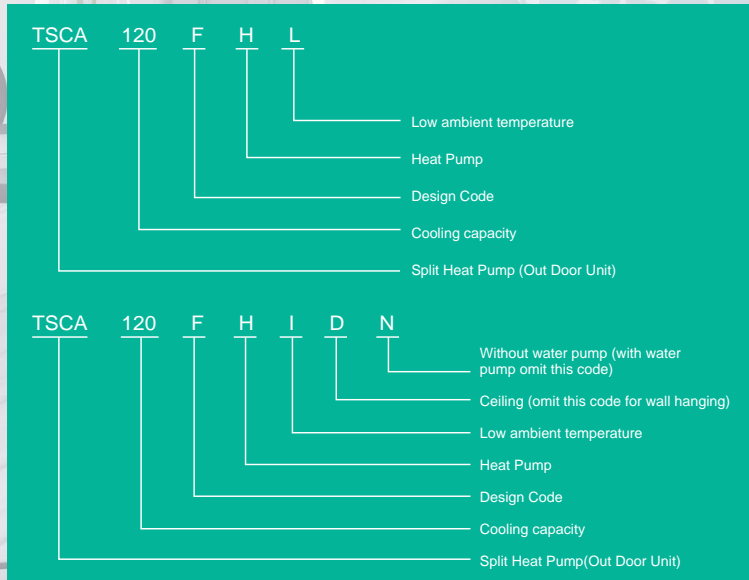 TSCA 120 F H L
Low ambient temperature
Heat Pump
Design Code
Cooling capacity
Split Heat Pump (Out Door Unit)
TSCA 120 F H I D N
Without water pump (with water
pump omit this code)
Ceiling (omit this code for wall hanging)
Low ambient temperature
Heat Pump
Design Code
Cooling capacity
Split Heat Pump(Out Door Unit)